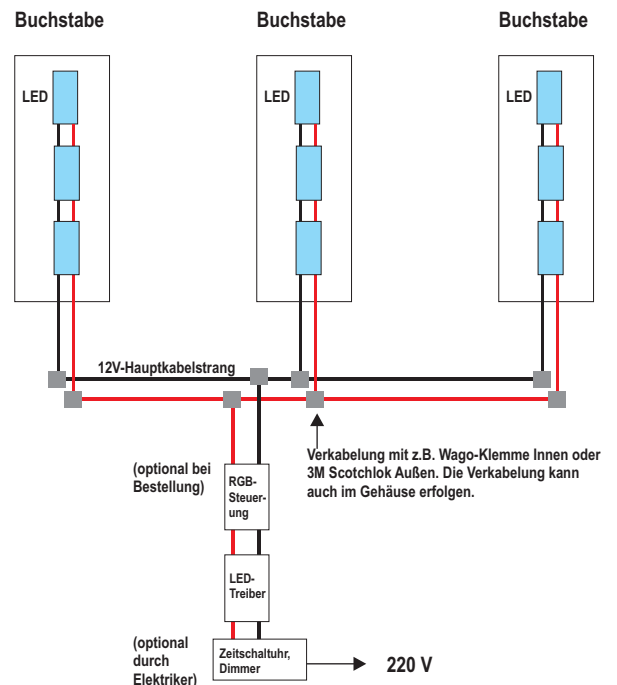 Buchstabe
Buchstabe
Buchstabe
LED
LED
LED
12V-Hauptkabelstrang
Verkabelung mit z.B. Wago-Klemme Innen oder
3M Scotchlok Außen. Die Verkabelung kann
auch im Gehäuse erfolgen.
(optional bei
Bestellung)
RGB-
Steuer-
ung
LED-
Treiber
(optional
durch
Elektriker)
Zeitschaltuhr,
Dimmer
220 V